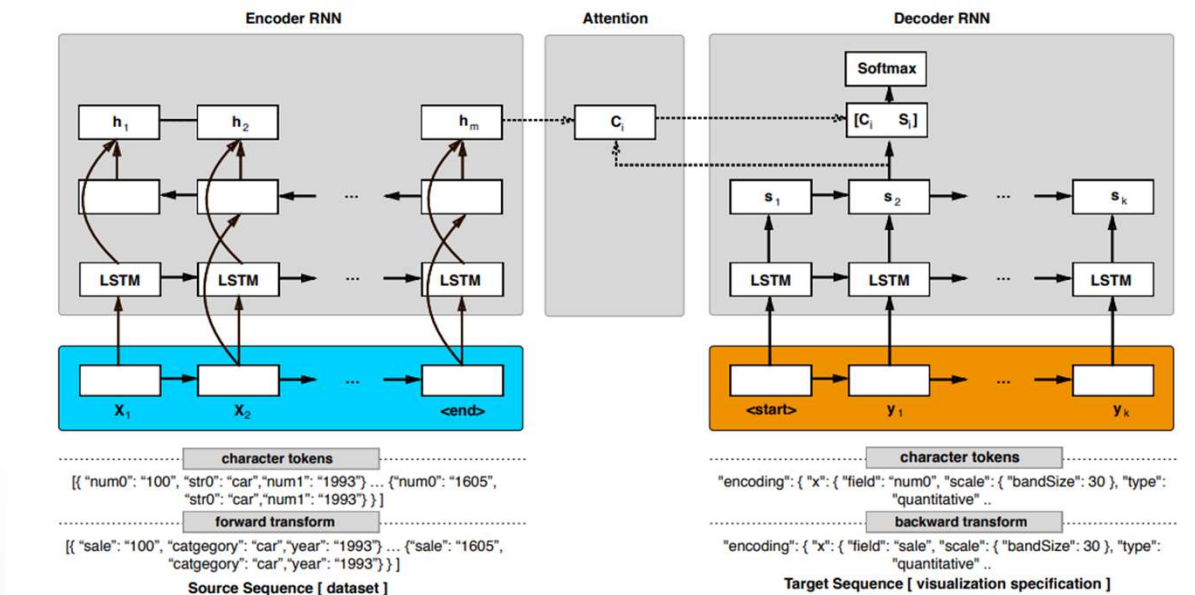 Encoder RNN
Attention
Decoder RNN
Softmax
h1
h2
hm
Ci
[Ci Si]
s1
s2
...
sk
...
LSTM
LSTM
...
LSTM
LSTM
LSTM
...
LSTM
...
...
X1
X2
<end>
<start>
y1
yk
character tokens
[{ “num0”: “100”, “str0”: “car”,“num1”: “1993”} ... {“num0”: “1605”,
“str0”: “car”,“num1”: “1993”} } ]
forward transform
[{ “sale”: “100”, “catgegory”: “car”,“year”: “1993”} ... {“sale”: “1605”,
“catgegory”: “car”,“year”: “1993”} } ]
Source Sequence [ dataset ]
character tokens
"encoding": { "x": { "field": “num0”, "scale": { "bandSize": 30 }, "type":
"quantitative" ..
backward transform
"encoding": { "x": { "field": “sale”, "scale": { "bandSize": 30 }, "type":
"quantitative" ..
Target Sequence [ visualization specification ]